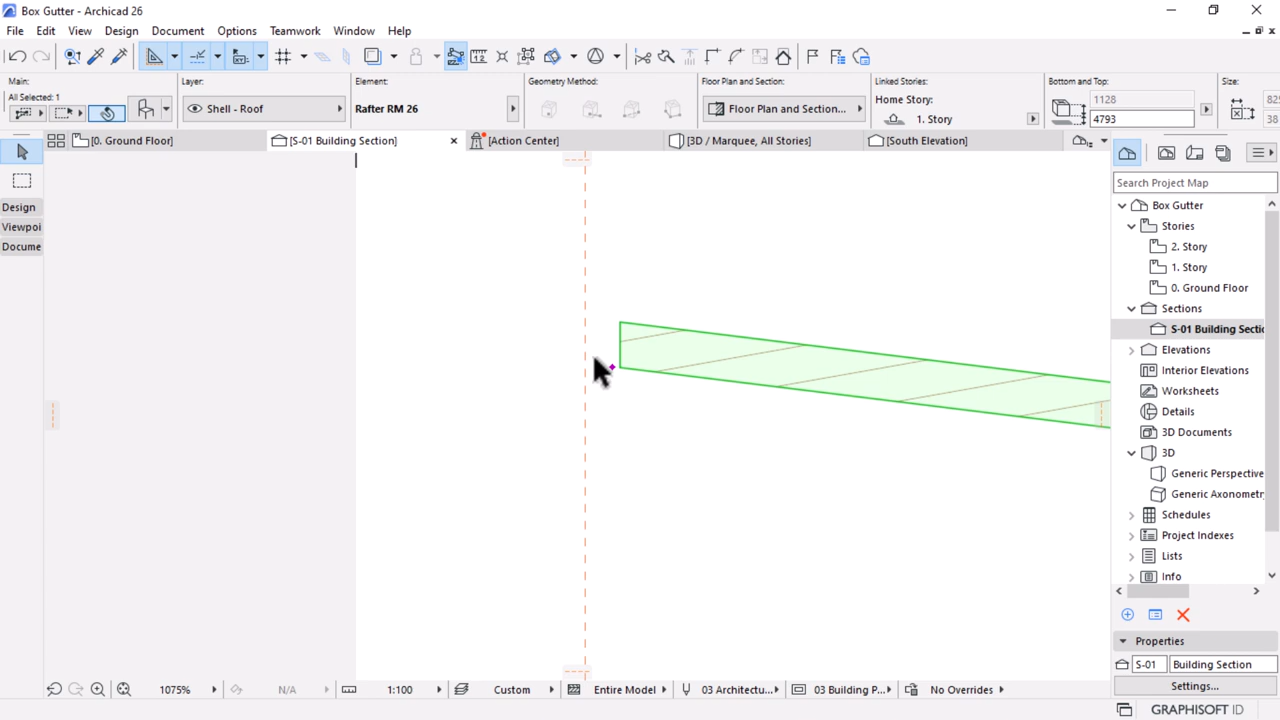 Box Gutter - Archicad 26
File Edit View Design Document Options Teamwork Window Help
Main:
All Selected: 1
Layer:
Shell - Roof
Element:
Rafter RM 26
Geometry Method:
Floor Plan and Section:
Floor Plan and Section...
Linked Stories:
Home Story:
1. Story
Bottom and Top:
1128
4793
Size:
[0. Ground Floor]
[S-01 Building Section]
[Action Center]
[3D / Marquee, All Stories]
[South Elevation]
Design
Viewpoi
Docume
Search Project Map
Box Gutter
Stories
2. Story
1. Story
0. Ground Floor
Sections
S-01 Building Secti
Elevations
Interior Elevations
Worksheets
Details
3D Documents
3D
Generic Perspective
Generic Axonometr
Schedules
Project Indexes
Lists
Info
Properties
S-01
Building Section
Settings...
1075%
N/A
1:100
Custom
Entire Model
03 Architectu...
03 Building P...
No Overrides
GRAPHISOFT ID